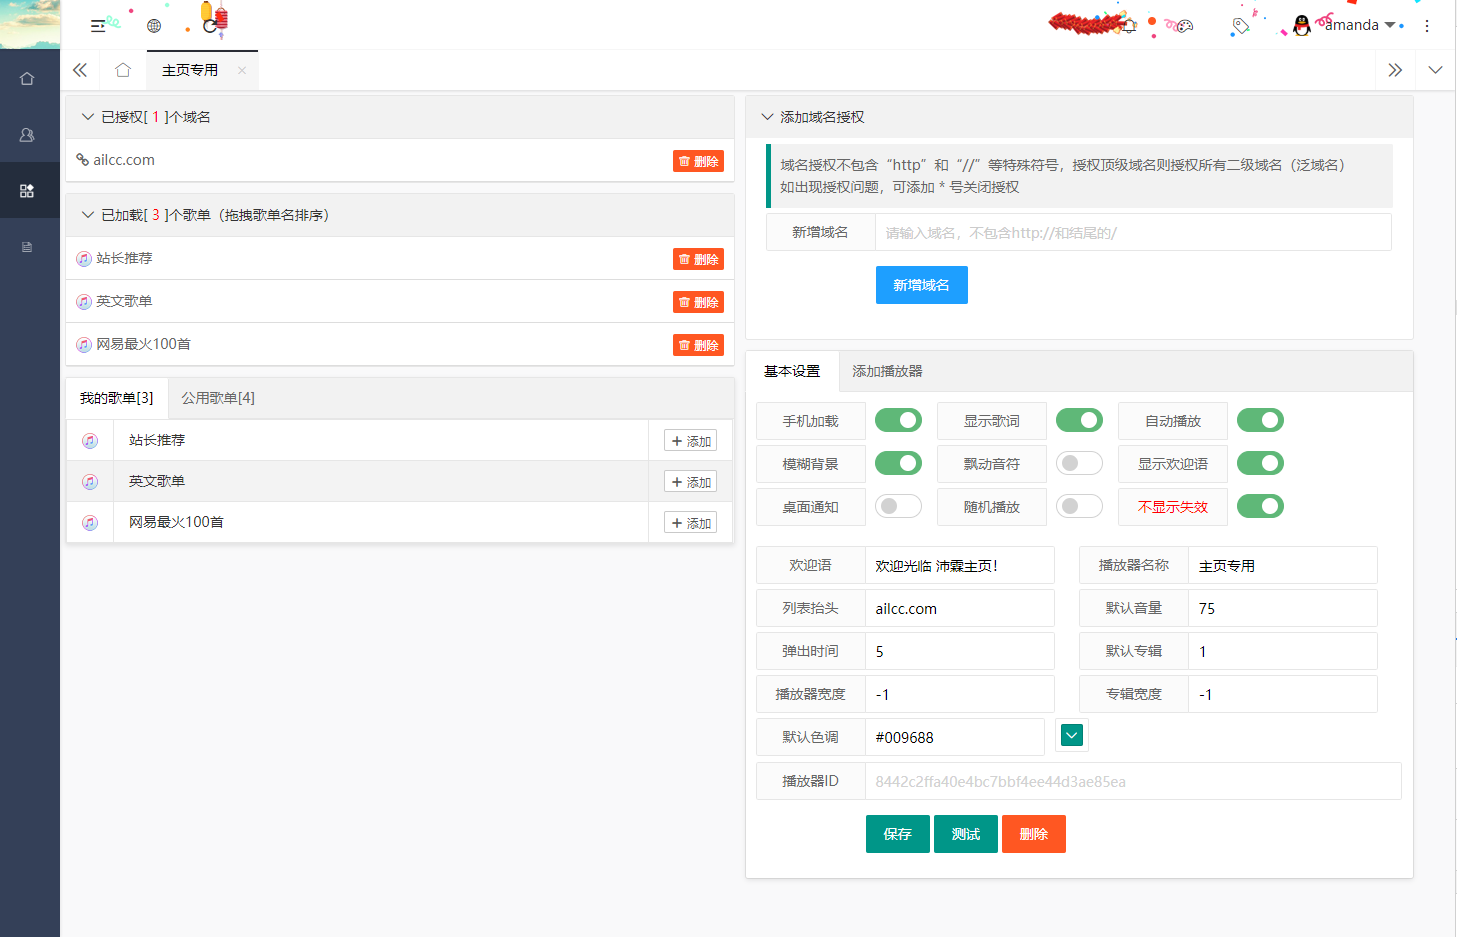 amanda
主页专用
已授权[ 1 ]个域名
ailcc.com
删除
已加载[ 3 ]个歌单（拖拽歌单名排序）
站长推荐
删除
英文歌单
删除
网易最火100首
删除
我的歌单[3]
公用歌单[4]
站长推荐
添加
英文歌单
添加
网易最火100首
添加
添加域名授权
域名授权不包含“http”和“//”等特殊符号，授权顶级域名则授权所有二级域名（泛域名）
如出现授权问题，可添加 * 号关闭授权
新增域名
请输入域名，不包含http://和结尾的/
新增域名
基本设置
添加播放器
手机加载
显示歌词
自动播放
模糊背景
飘动音符
显示欢迎语
桌面通知
随机播放
不显示失效
欢迎语
欢迎光临 沛霖主页！
播放器名称
主页专用
列表抬头
ailcc.com
默认音量
75
弹出时间
5
默认专辑
1
播放器宽度
-1
专辑宽度
-1
默认色调
#009688
播放器ID
8442c2ffa40e4bc7bbf4ee44d3ae85ea
保存
测试
删除